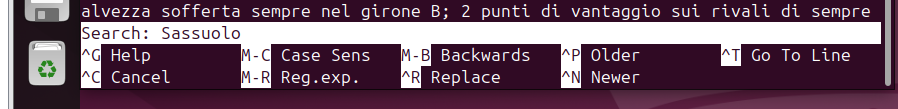 alvezza sofferta sempre nel girone B; 2 punti di vantaggio sui rivali di sempre
Search: Sassuolo
^G Help M-C Case Sens M-B Backwards ^P Older ^T Go To Line
^C Cancel M-R Reg.exp. ^R Replace ^N Newer